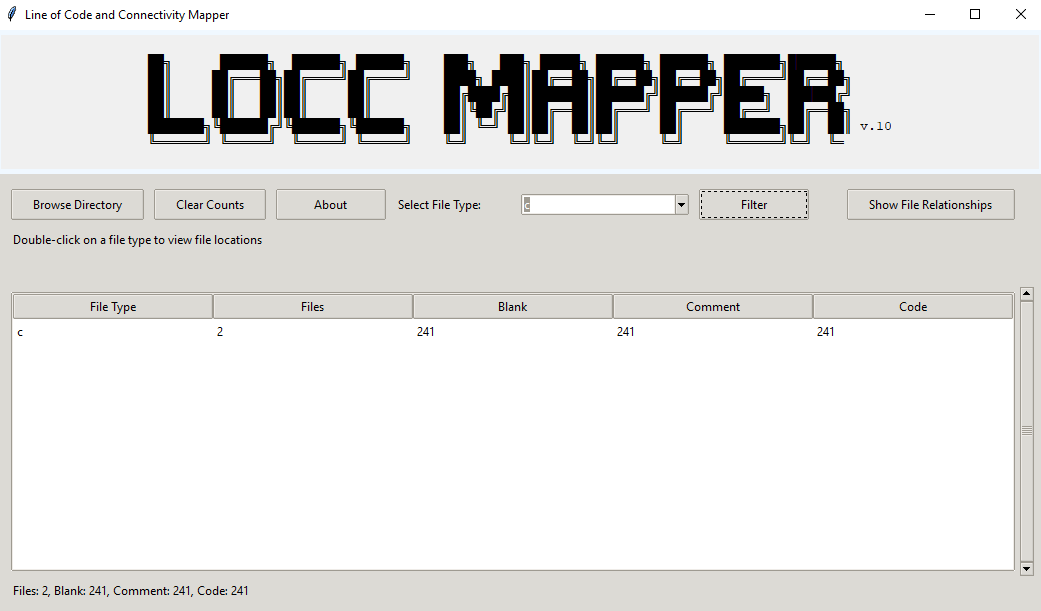 Line of Code and Connectivity Mapper
LOCC MAPPER v.10
Browse Directory Clear Counts About Select File Type: c Filter Show File Relationships
Double-click on a file type to view file locations
File Type Files Blank Comment Code
c 2 241 241 241
Files: 2, Blank: 241, Comment: 241, Code: 241